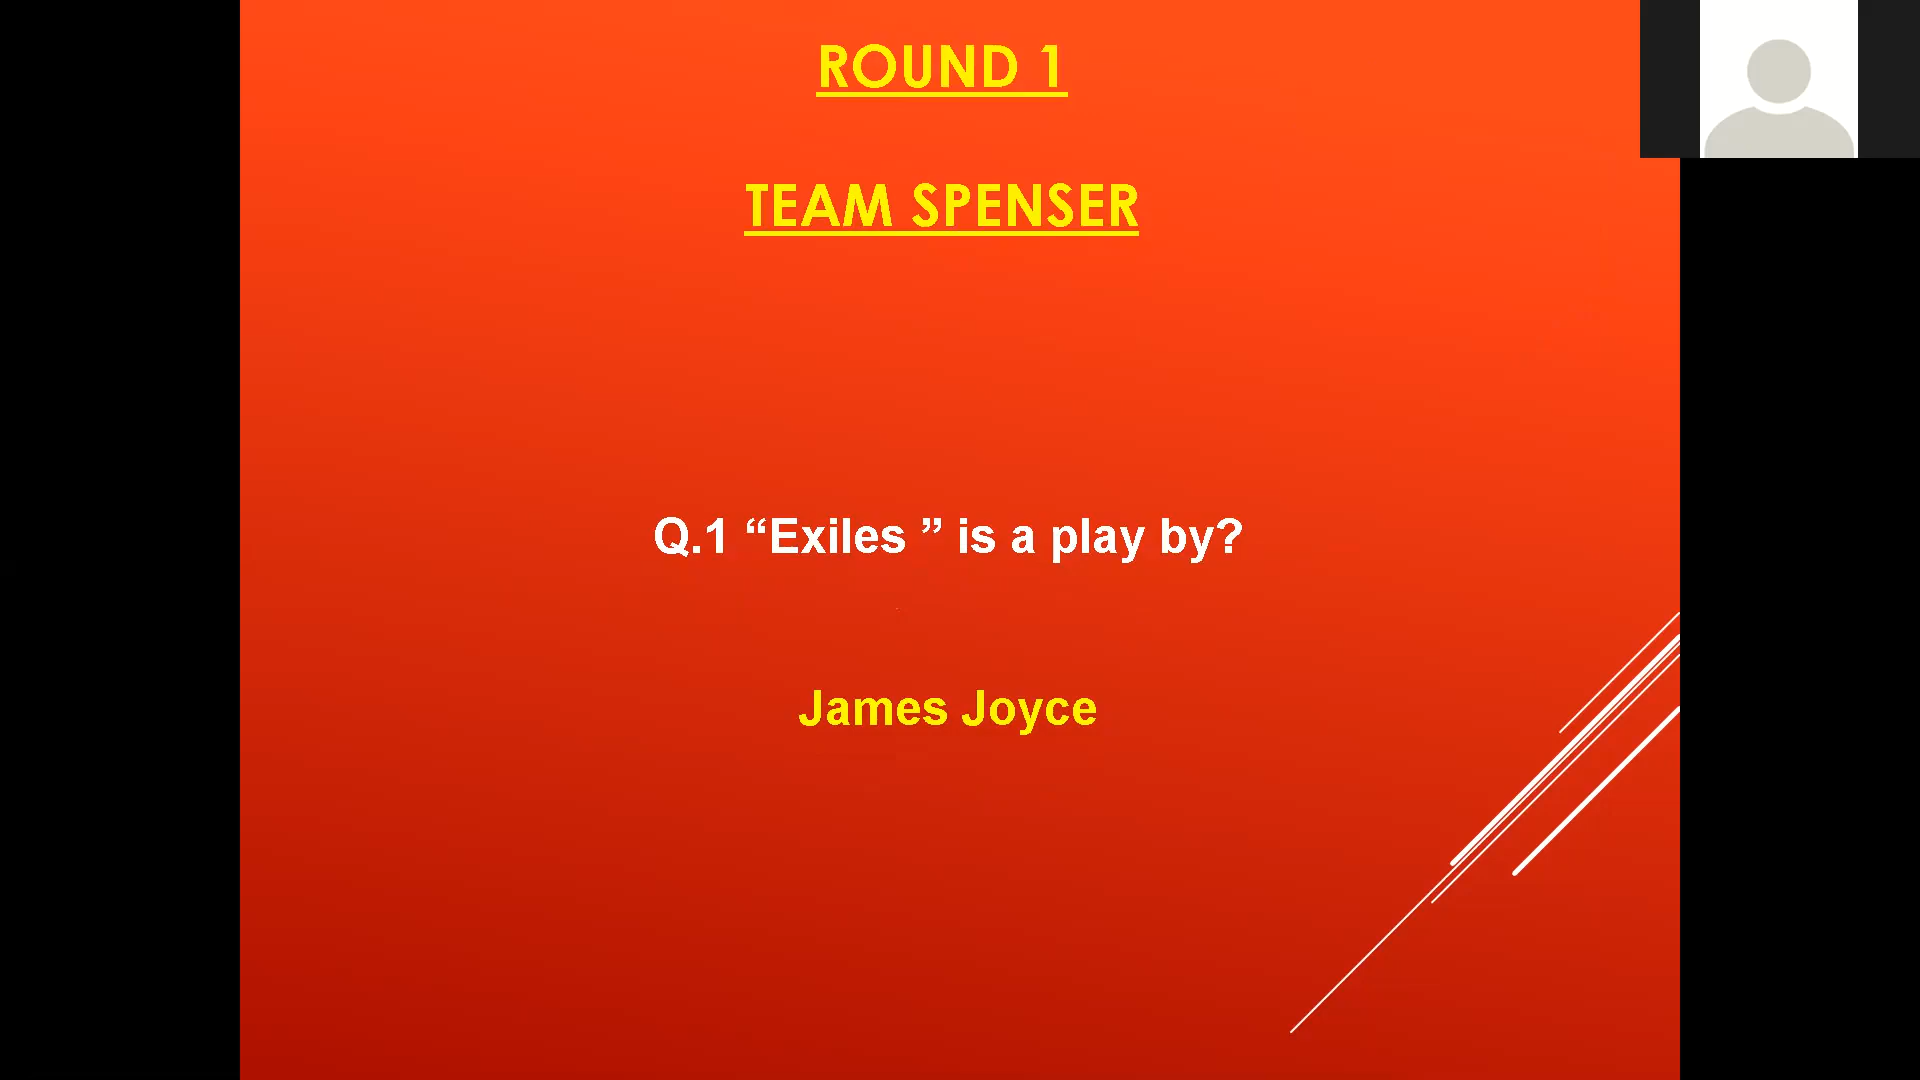 ROUND 1
TEAM SPENSER
Q.1 “Exiles ” is a play by?
James Joyce